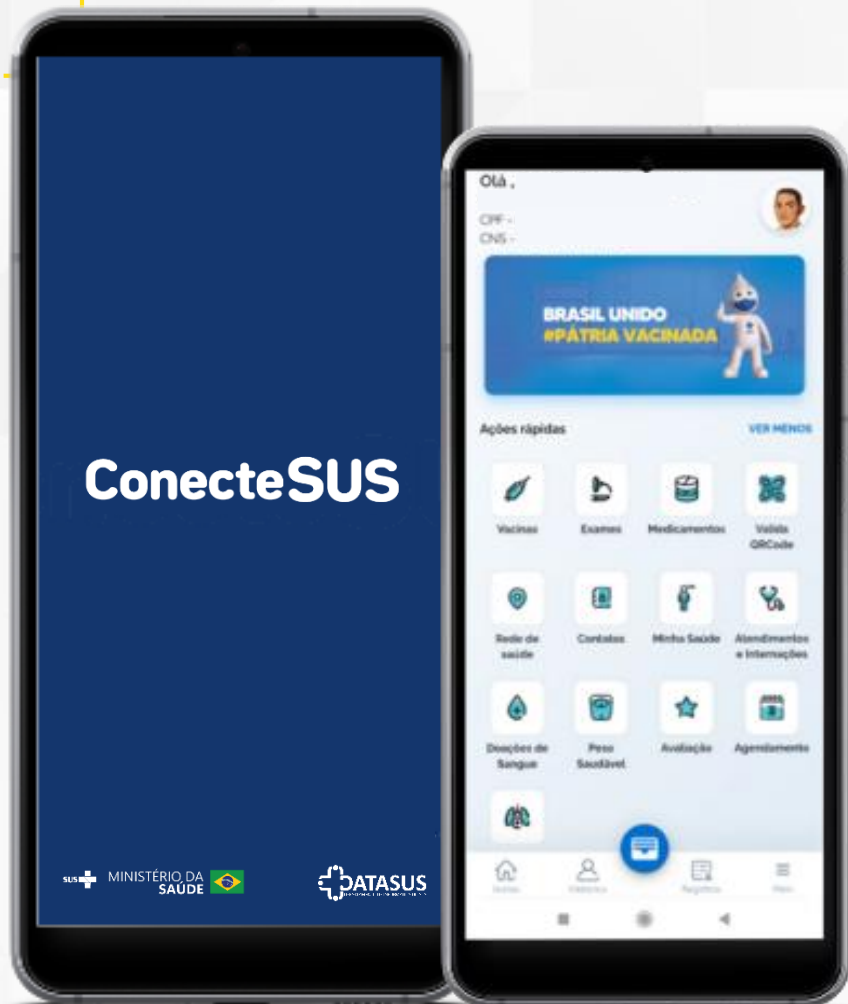 ConecteSUS
SUS
MINISTÉRIO DA
SAÚDE
DATASUS
Olá ,
CPF -
CNS -
BRASIL UNIDO
#PÁTRIA VACINADA
Ações rápidas
VER MENOS
Vacinas
Exames
Medicamentos
Valida
QRCode
Rede de
saúde
Contatos
Minha Saúde
Atendimentos
e Internações
Doações de
Sangue
Peso
Saudável
Avaliação
Agendamento